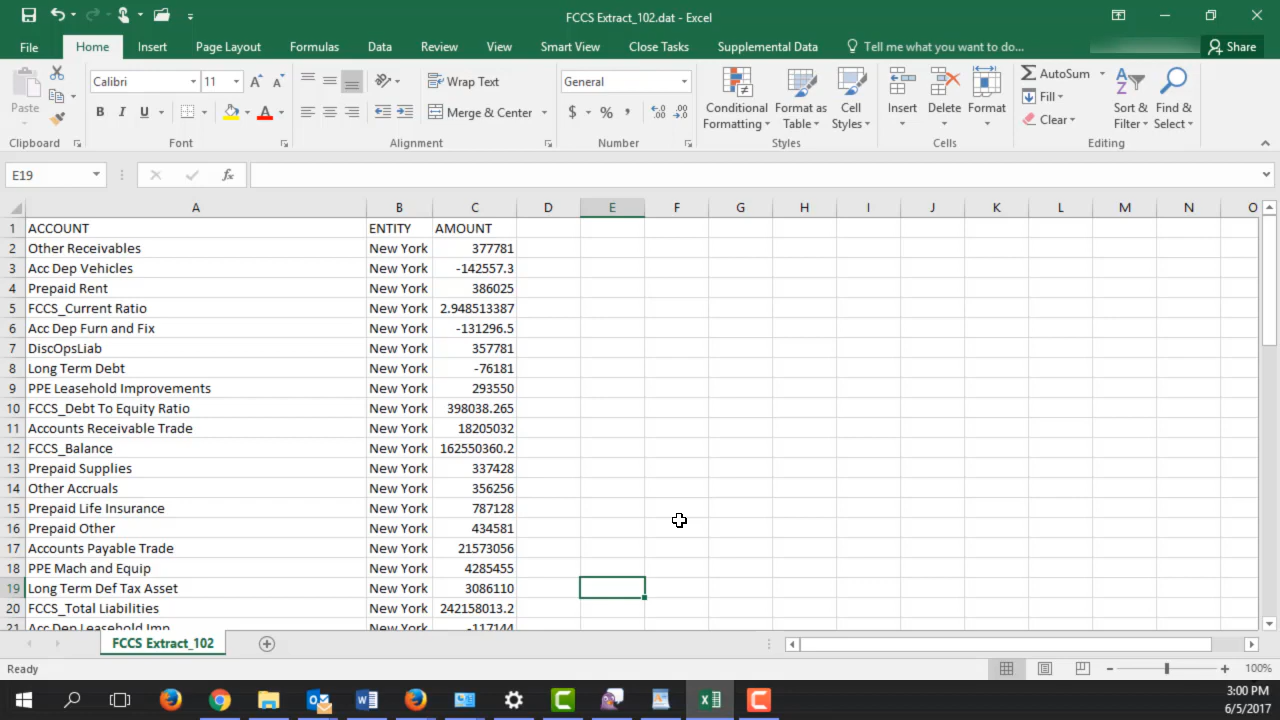 FCCS Extract_102.dat - Excel
File Home Insert Page Layout Formulas Data Review View Smart View Close Tasks Supplemental Data Tell me what you want to do... Share
Paste
Calibri 11
B I U
Wrap Text
Merge & Center
General
$ % ,
Conditional Formatting
Format as Table
Cell Styles
Insert
Delete
Format
AutoSum
Fill
Clear
Sort & Filter
Find & Select
Clipboard Font Alignment Number Styles Cells Editing
E19 fx
A B C D E F G H I J K L M N O
1 ACCOUNT ENTITY AMOUNT
2 Other Receivables New York 377781
3 Acc Dep Vehicles New York -142557.3
4 Prepaid Rent New York 386025
5 FCCS_Current Ratio New York 2.948513387
6 Acc Dep Furn and Fix New York -131296.5
7 DiscOpsLiab New York 357781
8 Long Term Debt New York -76181
9 PPE Leasehold Improvements New York 293550
10 FCCS_Debt To Equity Ratio New York 398038.265
11 Accounts Receivable Trade New York 18205032
12 FCCS_Balance New York 162550360.2
13 Prepaid Supplies New York 337428
14 Other Accruals New York 356256
15 Prepaid Life Insurance New York 787128
16 Prepaid Other New York 434581
17 Accounts Payable Trade New York 21573056
18 PPE Mach and Equip New York 4285455
19 Long Term Def Tax Asset New York 3086110
20 FCCS_Total Liabilities New York 242158013.2
21 Acc Dep Leasehold Imp New York -117144
FCCS Extract_102
Ready 100%
3:00 PM
6/5/2017